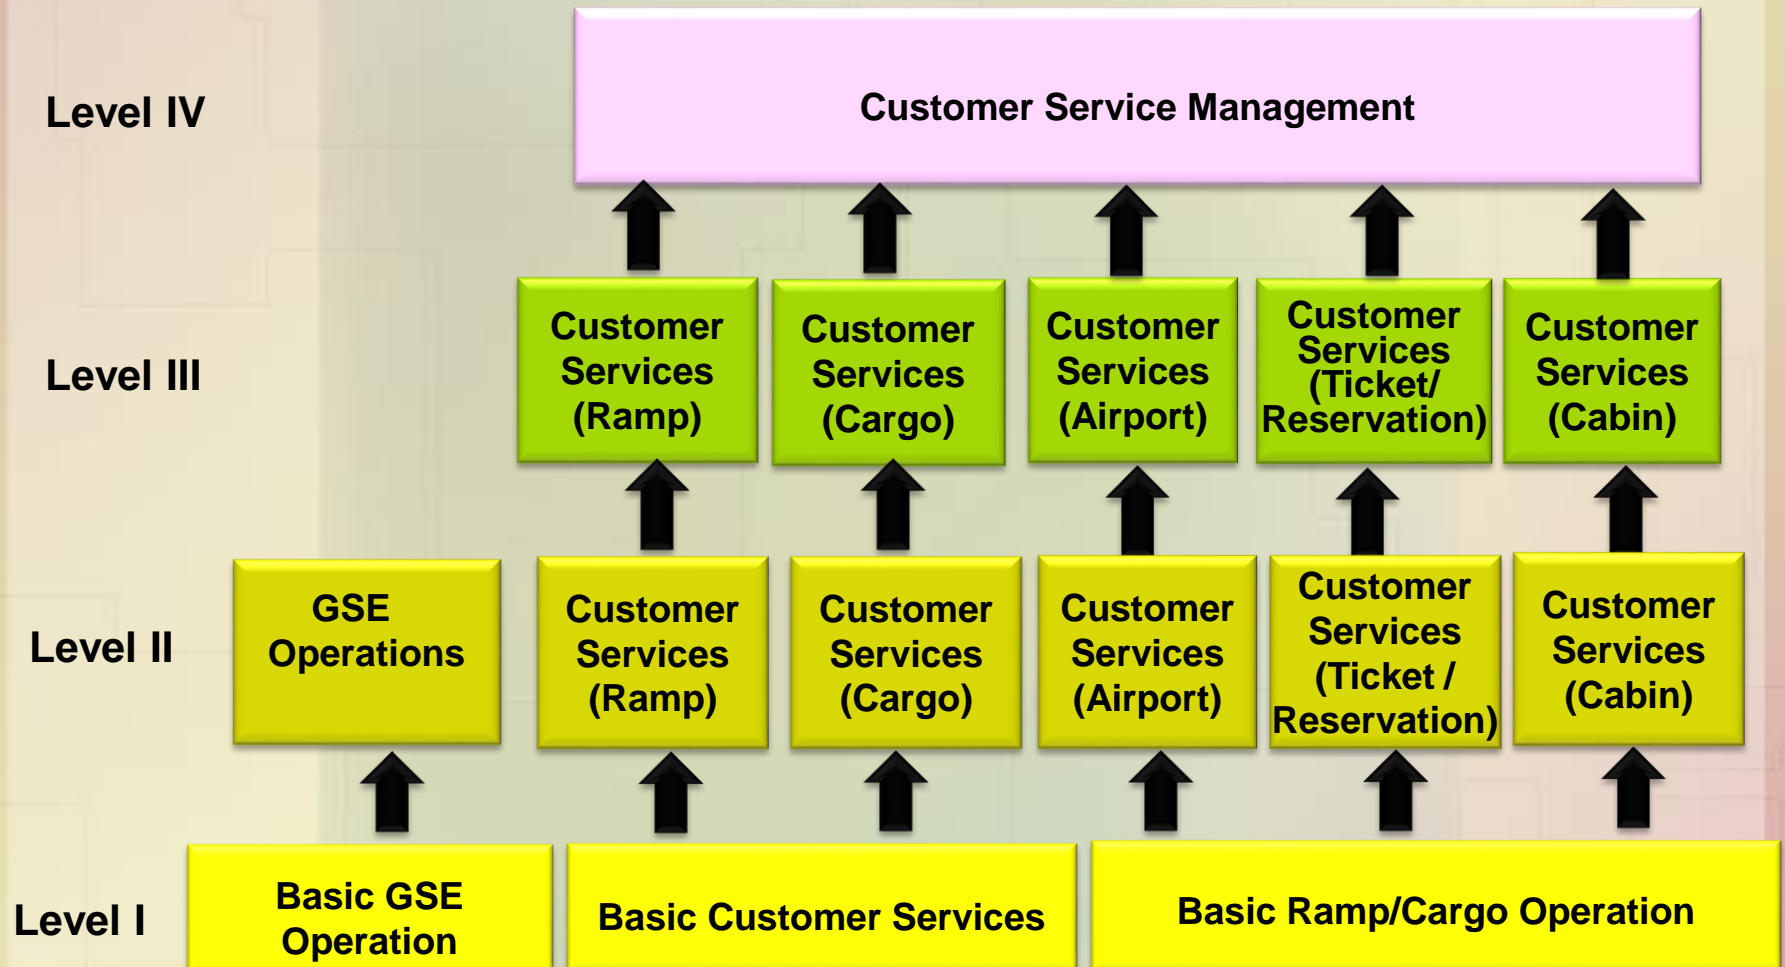 Level IV
Customer Service Management
Level III
Customer
Services
(Ramp)
Customer
Services
(Cargo)
Customer
Services
(Airport)
Customer
Services
(Ticket/
Reservation)
Customer
Services
(Cabin)
Level II
GSE
Operations
Customer
Services
(Ramp)
Customer
Services
(Cargo)
Customer
Services
(Airport)
Customer
Services
(Ticket /
Reservation)
Customer
Services
(Cabin)
Level I
Basic GSE
Operation
Basic Customer Services
Basic Ramp/Cargo Operation